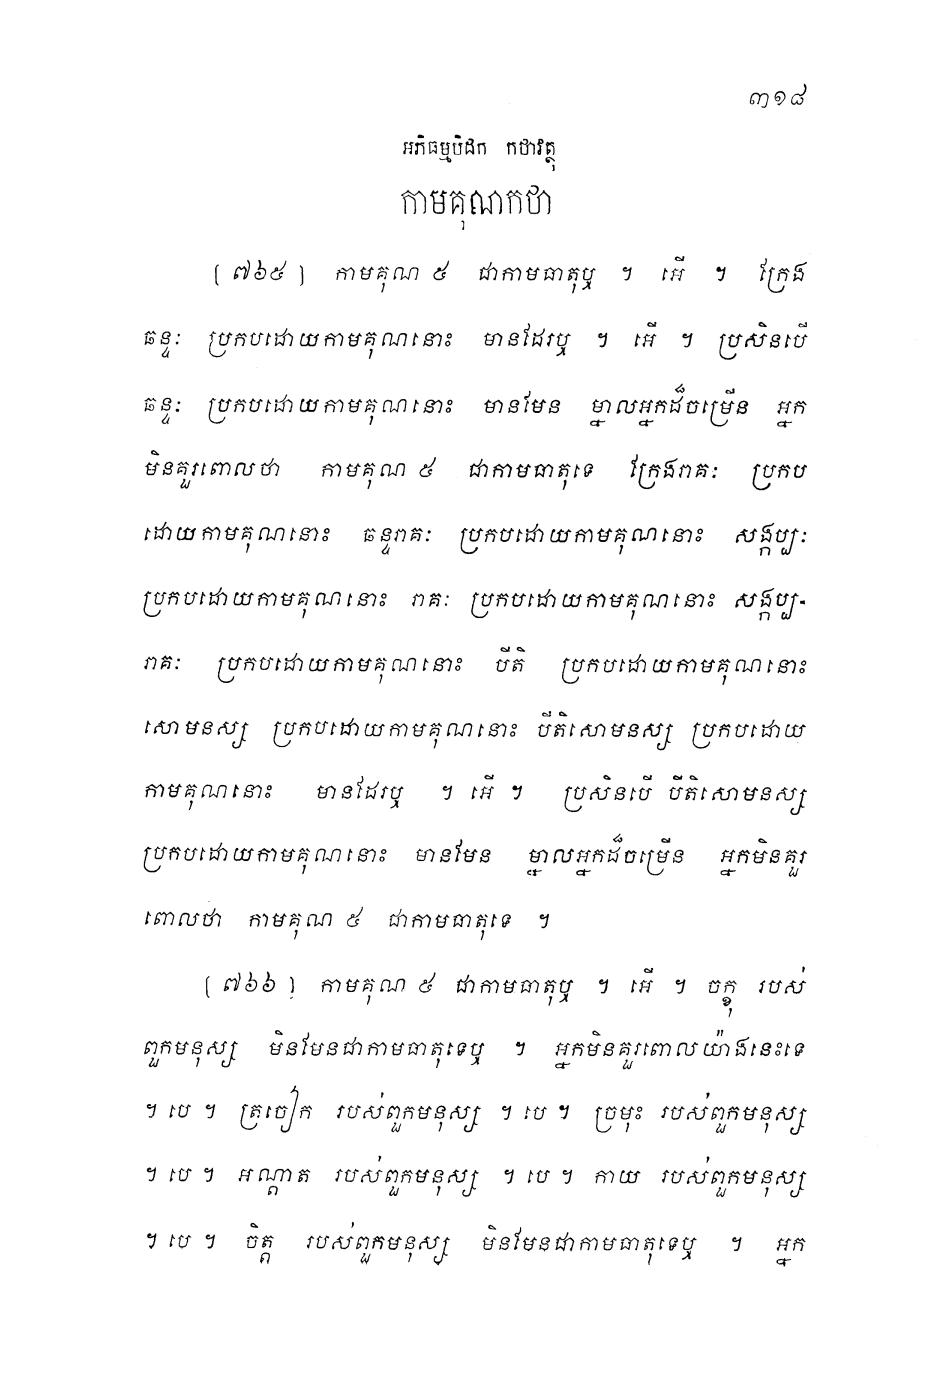 ៣១៨
អភិធម្មបិដក កថាវត្ថុ
កាមគុណកថា
[ ៧៦៥ ] កាមគុណ ៥ ជាកាមធាតុឬ ។ អើ ។ ក្រែង
ឆន្ទៈ ប្រកបដោយកាមគុណនោះ មានដែរឬ ។ អើ ។ ប្រសិនបើ
ឆន្ទៈ ប្រកបដោយកាមគុណនោះ មានមែន ម្នាលអ្នកដ៏ចម្រើន អ្នក
មិនគួរពោលថា កាមគុណ ៥ ជាកាមធាតុទេ ក្រែងរាគៈ ប្រកប
ដោយកាមគុណនោះ ឆន្ទរាគៈ ប្រកបដោយកាមគុណនោះ សង្កប្បៈ
ប្រកបដោយកាមគុណនោះ រាគៈ ប្រកបដោយកាមគុណនោះ សង្កប្ប-
រាគៈ ប្រកបដោយកាមគុណនោះ បីតិ ប្រកបដោយកាមគុណនោះ
សោមនស្ស ប្រកបដោយកាមគុណនោះ បីតិសោមនស្ស ប្រកបដោយ
កាមគុណនោះ មានដែរឬ ។ អើ ។ ប្រសិនបើ បីតិសោមនស្ស
ប្រកបដោយកាមគុណនោះ មានមែន ម្នាលអ្នកដ៏ចម្រើន អ្នកមិនគួរ
ពោលថា កាមគុណ ៥ ជាកាមធាតុទេ ។
[ ៧៦៦ ] កាមគុណ ៥ ជាកាមធាតុឬ ។ អើ ។ ចក្ខុ របស់
ពួកមនុស្ស មិនមែនជាកាមធាតុទេឬ ។ អ្នកមិនគួរពោលយ៉ាងនេះទេ
។ បេ ។ ត្រចៀក របស់ពួកមនុស្ស ។ បេ ។ ច្រមុះ របស់ពួកមនុស្ស
។ បេ ។ អណ្តាត របស់ពួកមនុស្ស ។ បេ ។ កាយ របស់ពួកមនុស្ស
។ បេ ។ ចិត្ត របស់ពួកមនុស្ស មិនមែនជាកាមធាតុទេឬ ។ អ្នក